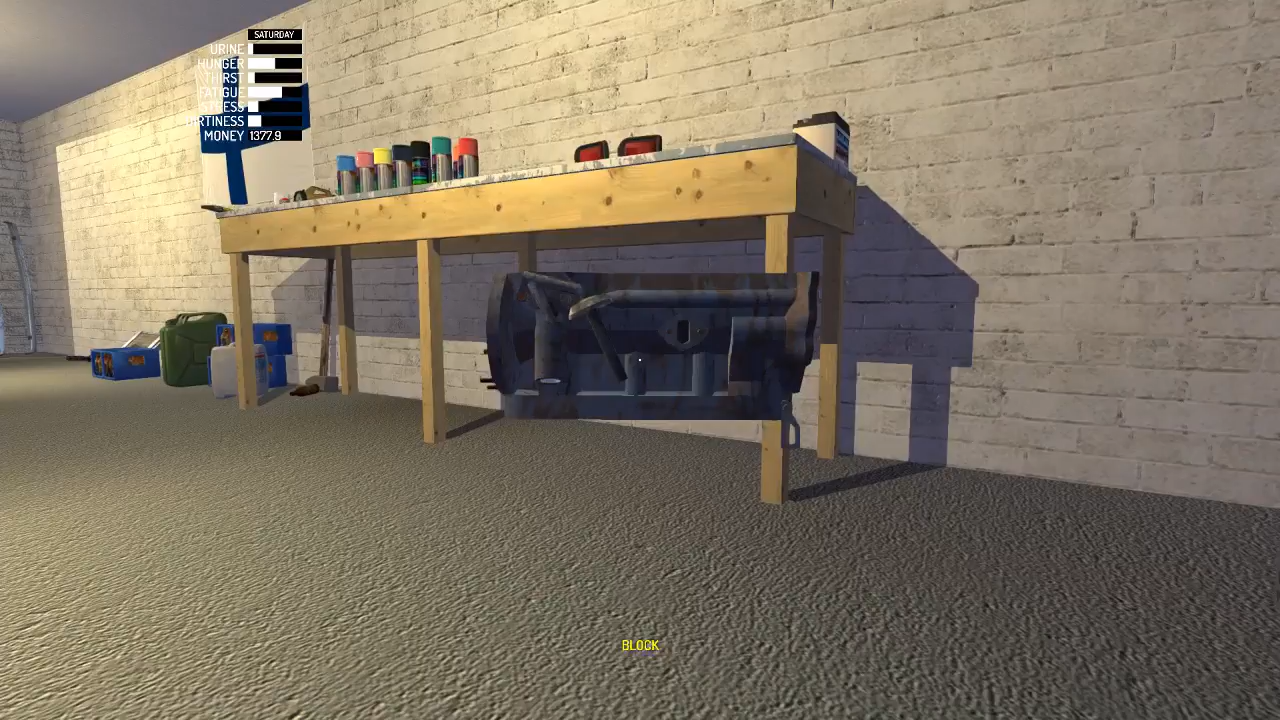 SATURDAY
URINE
HUNGER
THIRST
FATIGUE
STRESS
DIRTINESS
MONEY 1377.9
BLOCK